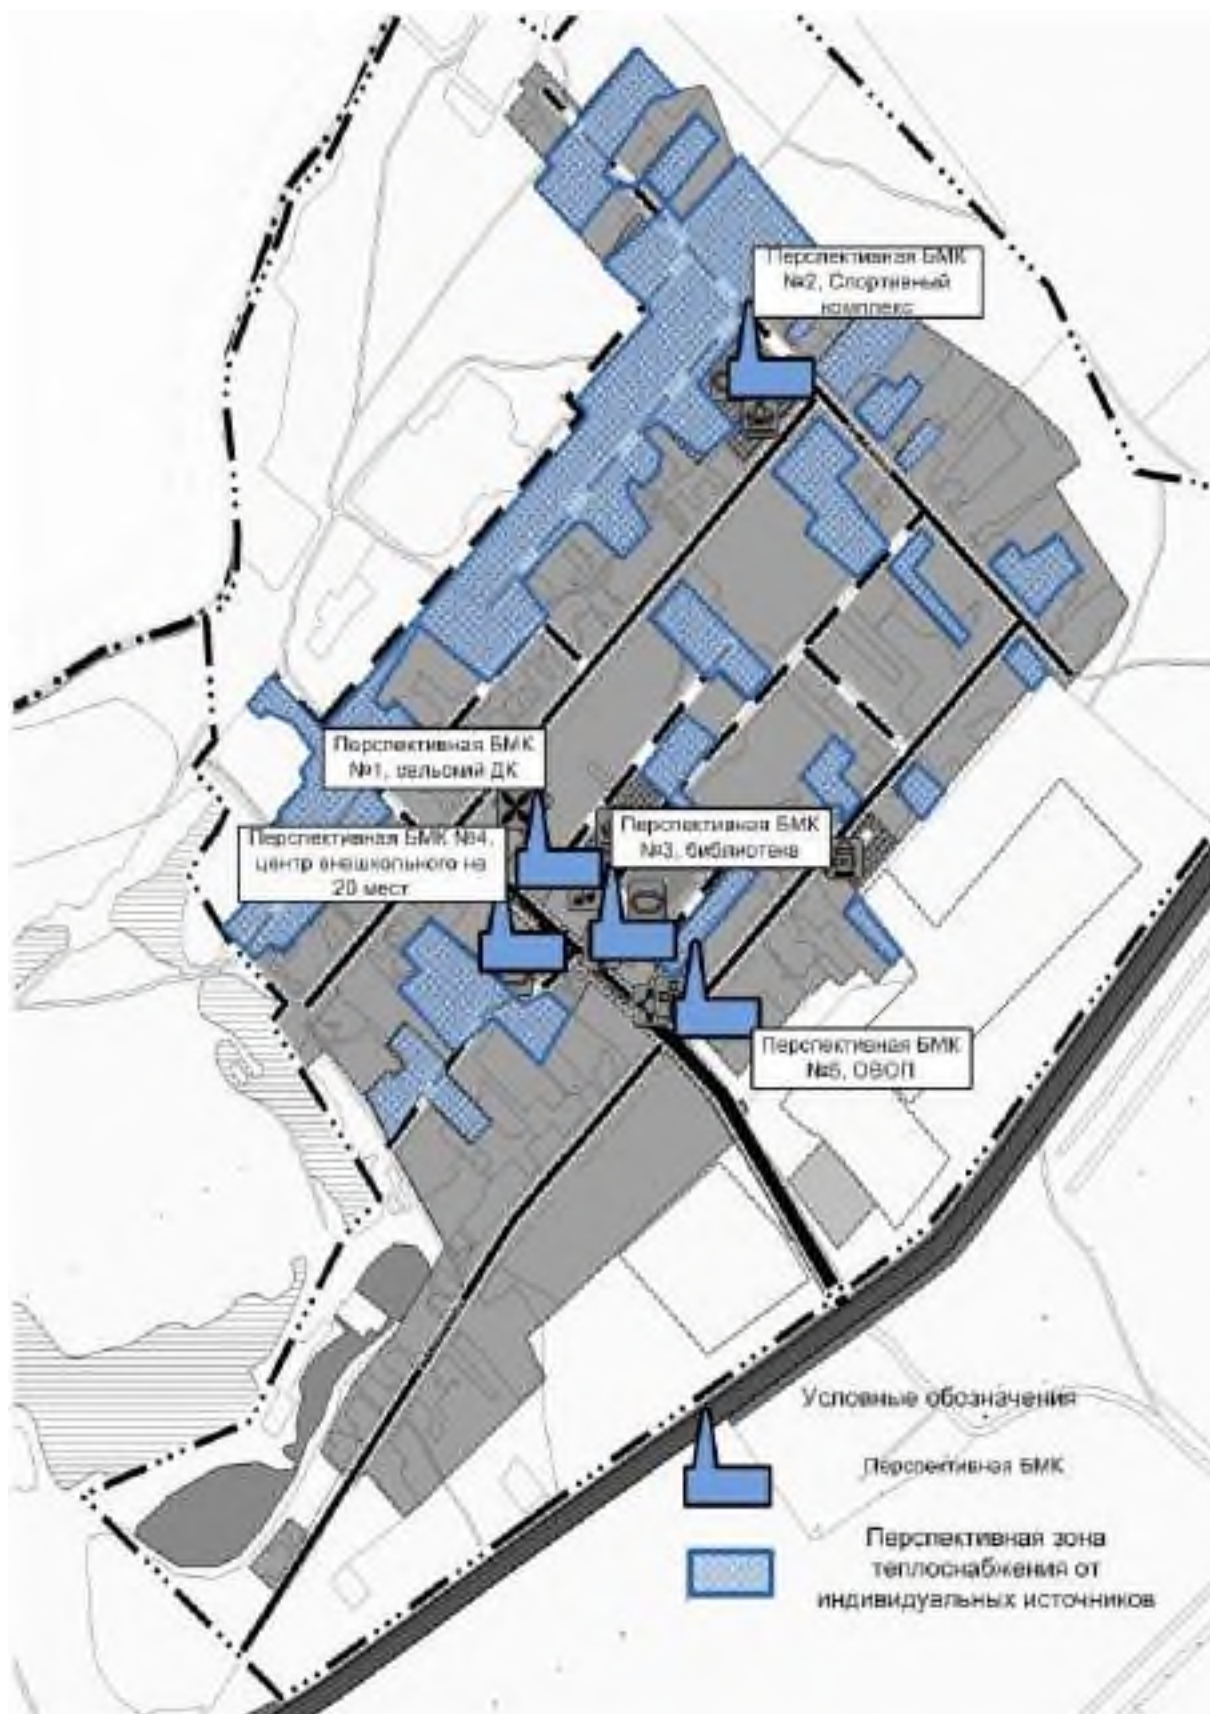 Перспективная БМК
№2, Спортивный
комплекс
Перспективная БМК
№1, сельский ДК
Перспективная БМК №4,
центр внешкольного на
20 мест
Перспективная БМК
№3, библиотека
Перспективная БМК
№5, ОВОП
Условные обозначения
Перспективная БМК
Перспективная зона
теплоснабжения от
индивидуальных источников